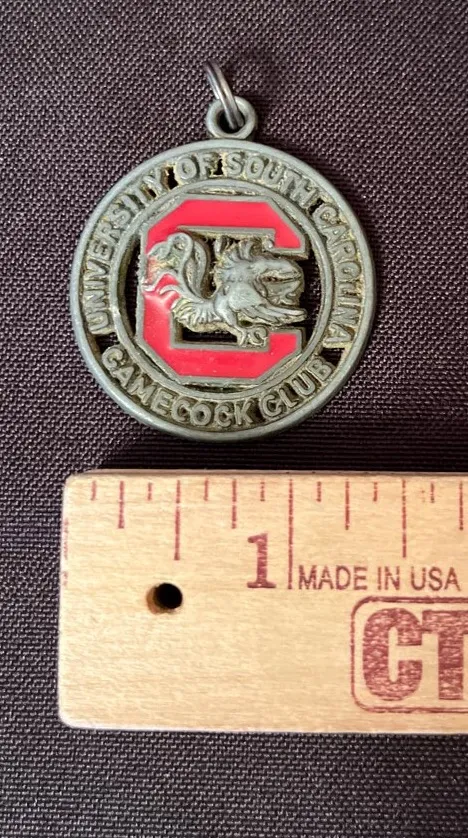 UNIVERSITY OF SOUTH CAROLINA
C
GAMECOCK CLUB
1
MADE IN USA
CT